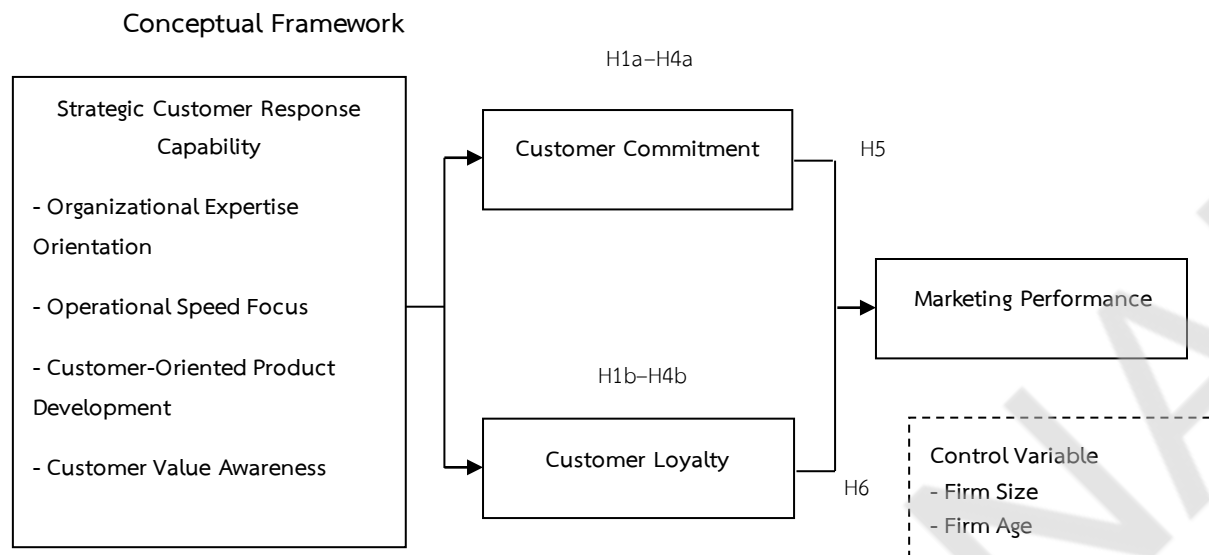 Conceptual Framework
H1a–H4a
Strategic Customer Response
Capability
- Organizational Expertise
Orientation
- Operational Speed Focus
- Customer-Oriented Product
Development
- Customer Value Awareness
Customer Commitment
H5
Marketing Performance
H1b–H4b
Customer Loyalty
H6
Control Variable
- Firm Size
- Firm Age